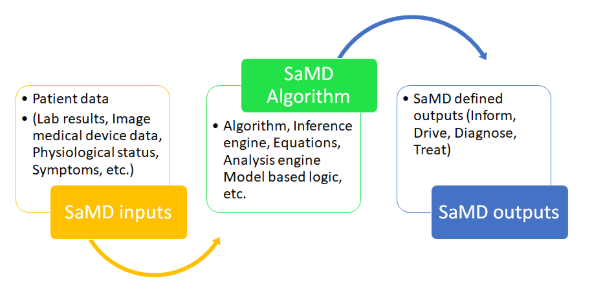 • Patient data
• (Lab results, Image
medical device data,
Physiological status,
Symptoms, etc.)
SaMD inputs
SaMD
Algorithm
• Algorithm, Inference
engine, Equations,
Analysis engine
Model based logic,
etc.
• SaMD defined
outputs (Inform,
Drive, Diagnose,
Treat)
SaMD outputs